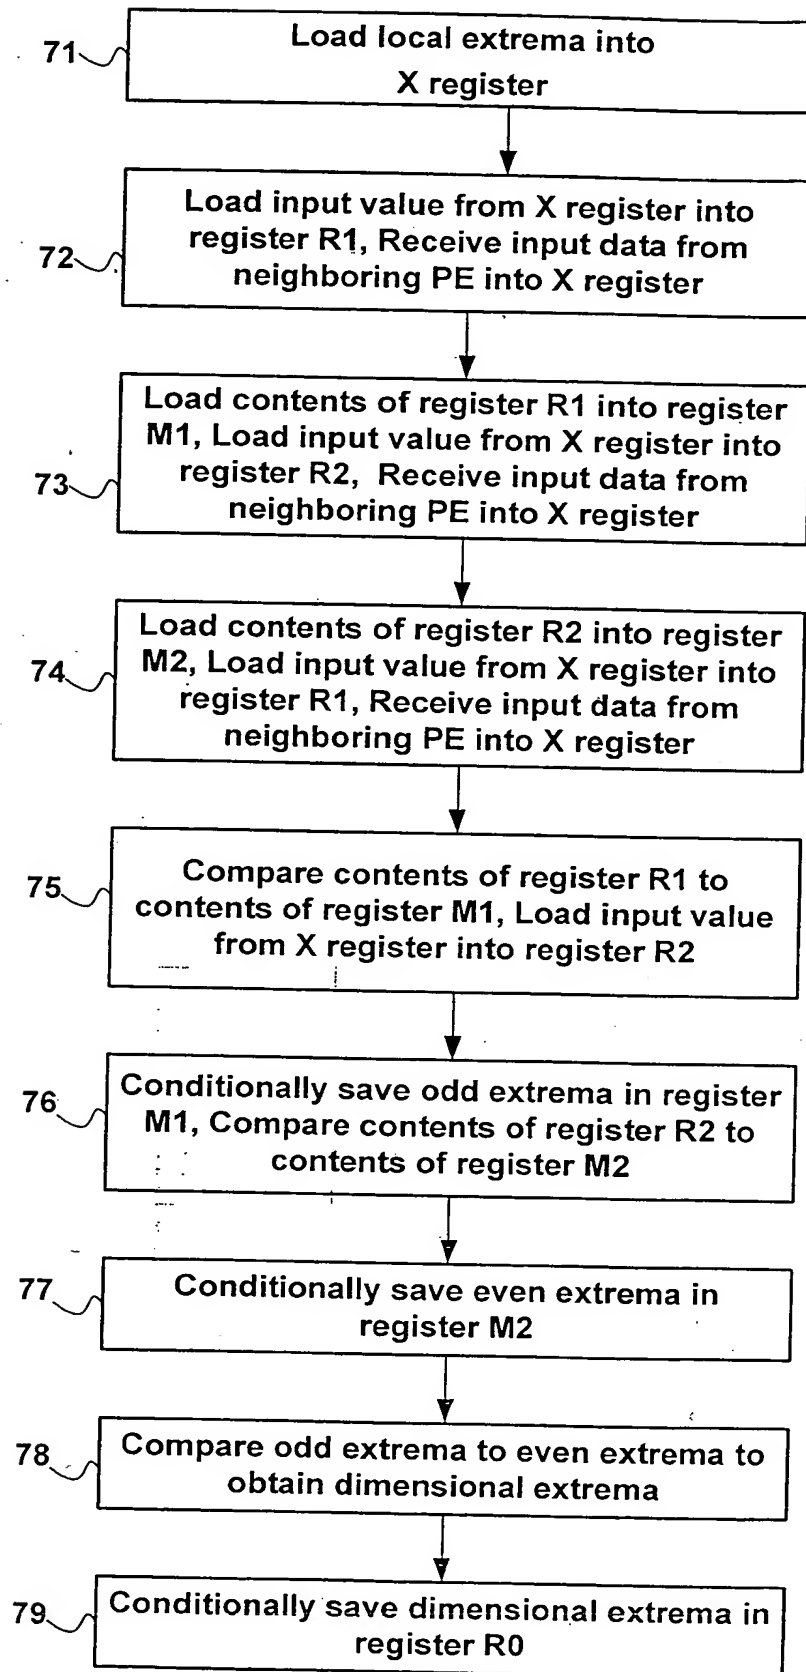 71
Load local extrema into
X register
72
Load input value from X register into
register R1, Receive input data from
neighboring PE into X register
73
Load contents of register R1 into register
M1, Load input value from X register into
register R2, Receive input data from
neighboring PE into X register
74
Load contents of register R2 into register
M2, Load input value from X register into
register R1, Receive input data from
neighboring PE into X register
75
Compare contents of register R1 to
contents of register M1, Load input value
from X register into register R2
76
Conditionally save odd extrema in register
M1, Compare contents of register R2 to
contents of register M2
77
Conditionally save even extrema in
register M2
78
Compare odd extrema to even extrema to
obtain dimensional extrema
79
Conditionally save dimensional extrema in
register R0